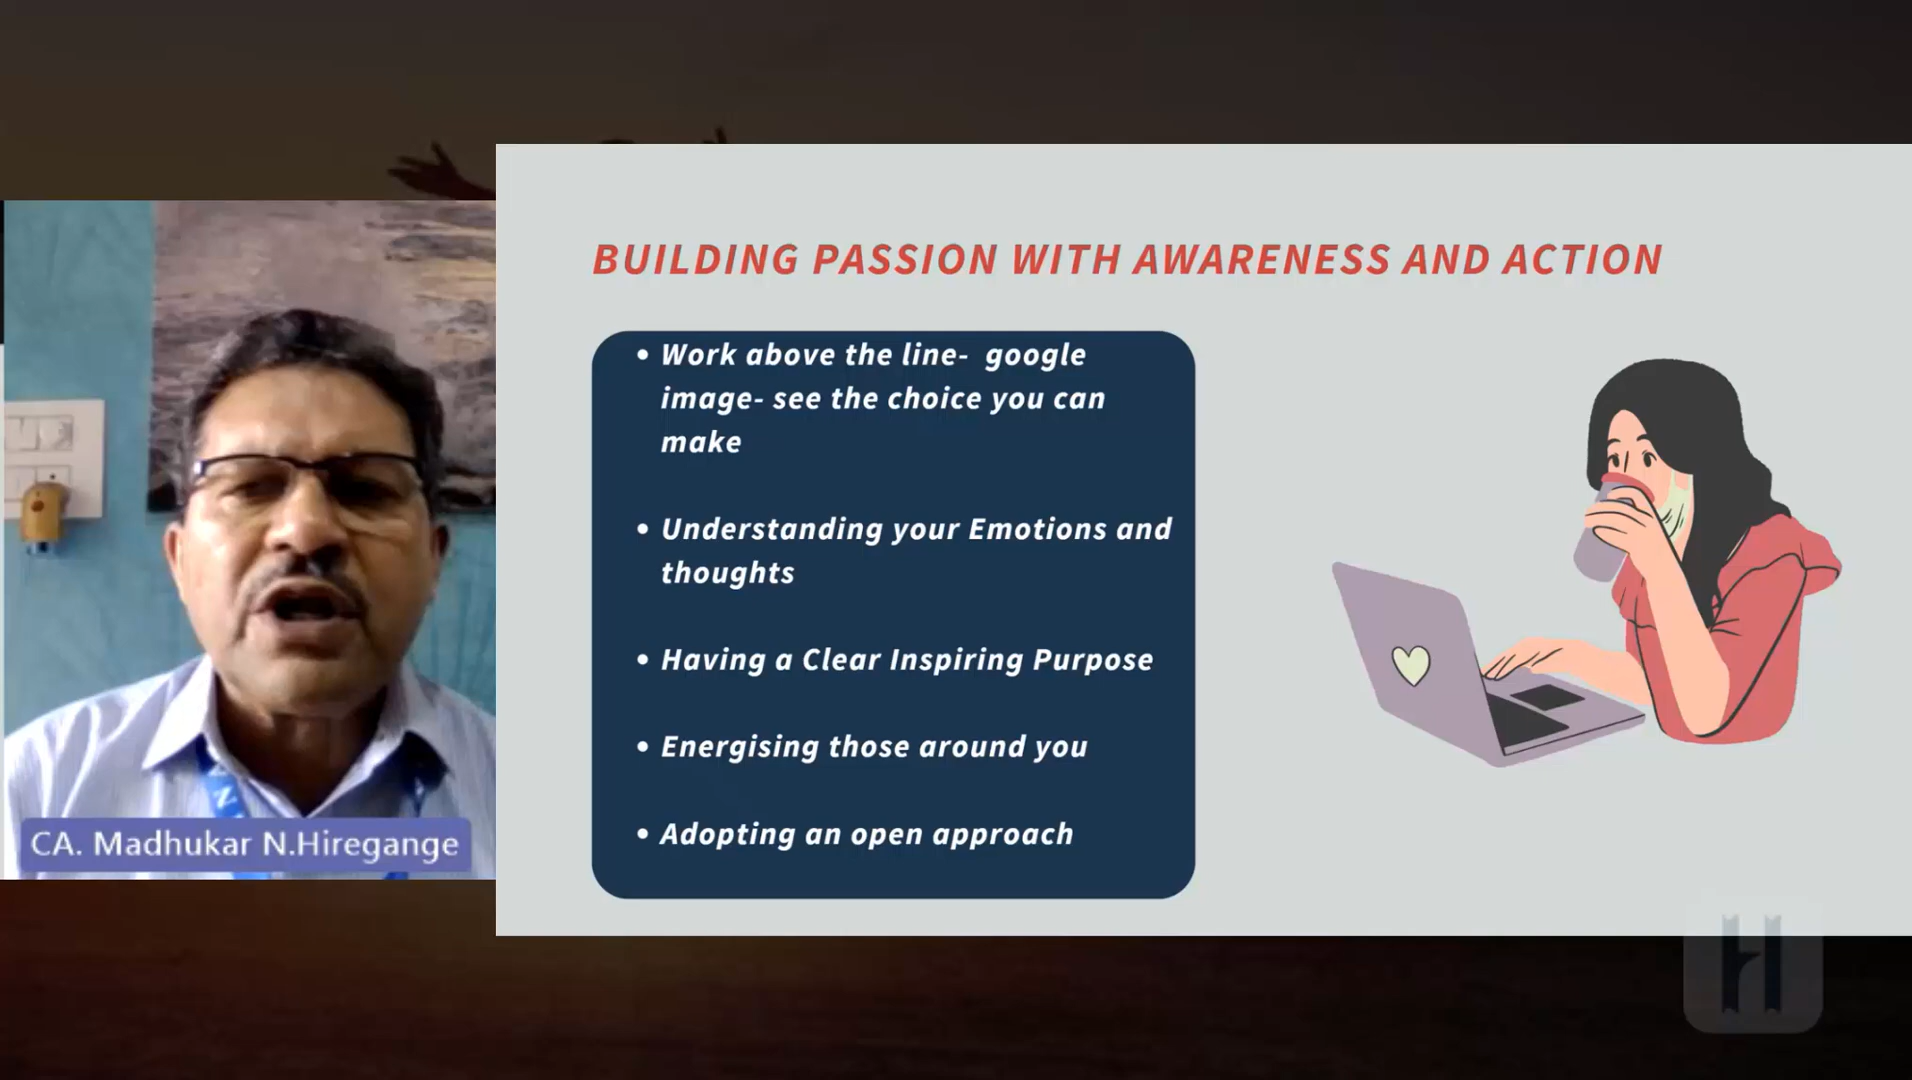 BUILDING PASSION WITH AWARENESS AND ACTION
• Work above the line-  google
image- see the choice you can
make
• Understanding your Emotions and
thoughts
• Having a Clear Inspiring Purpose
• Energising those around you
• Adopting an open approach
CA. Madhukar N.Hiregange
H